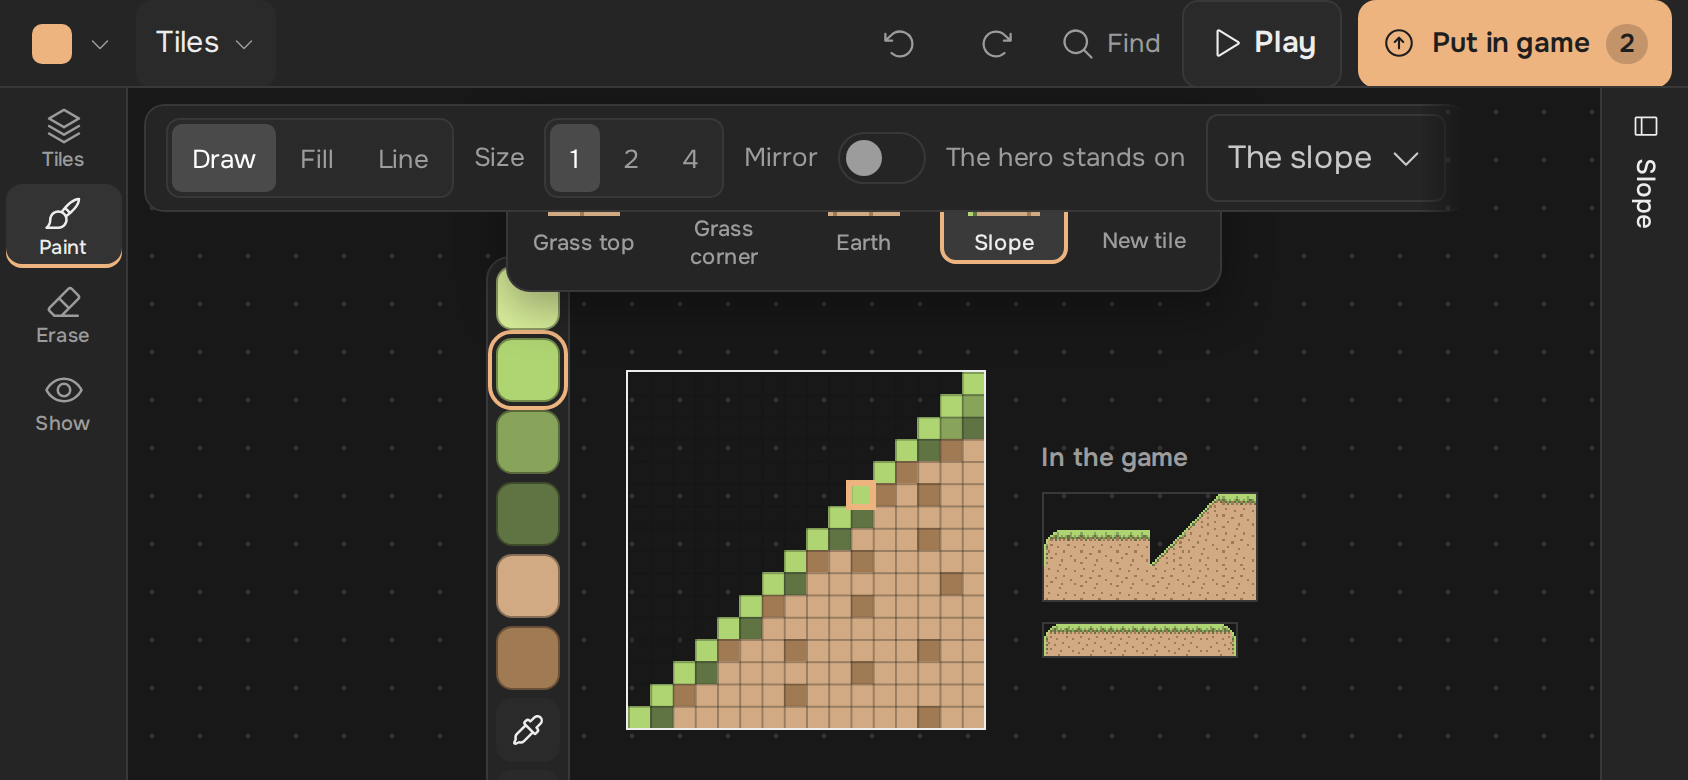 Tiles
Find
Play
Put in game 2
Tiles
Paint
Erase
Show
Draw Fill Line Size 1 2 4 Mirror The hero stands on The slope
Grass top
Grass
corner
Earth
Slope
New tile
In the game
Slope